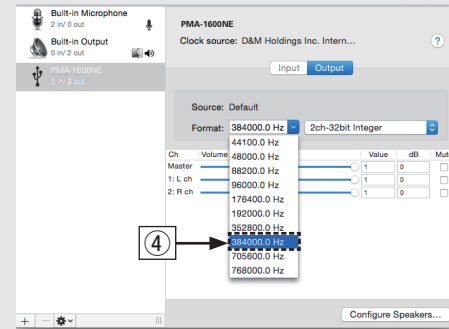 Built-in Microphone
2 in/ 0 out
Built-in Output
0 in/ 2 out
PMA-1600NE
0 in/ 2 out
PMA-1600NE
Clock source: D&M Holdings Inc. Intern...
?
Input Output
Source: Default
Format: 384000.0 Hz 2ch-32bit Integer
44100.0 Hz
48000.0 Hz
88200.0 Hz
96000.0 Hz
176400.0 Hz
192000.0 Hz
352800.0 Hz
384000.0 Hz
705600.0 Hz
768000.0 Hz
Ch Volume Value dB Mute
Master 1 0
1: L ch 1 0
2: R ch 1 0
4
Configure Speakers...